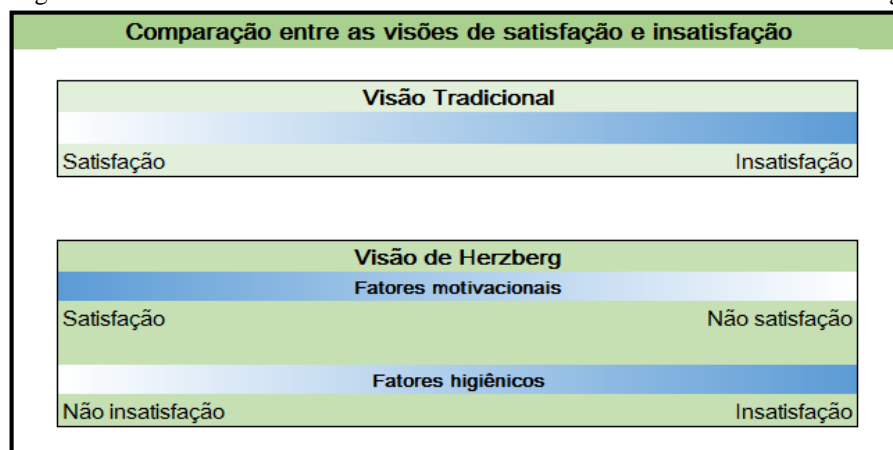 Comparação entre as visões de satisfação e insatisfação
Visão Tradicional
Satisfação Insatisfação
Visão de Herzberg
Fatores motivacionais
Satisfação Não satisfação
Fatores higiênicos
Não insatisfação Insatisfação